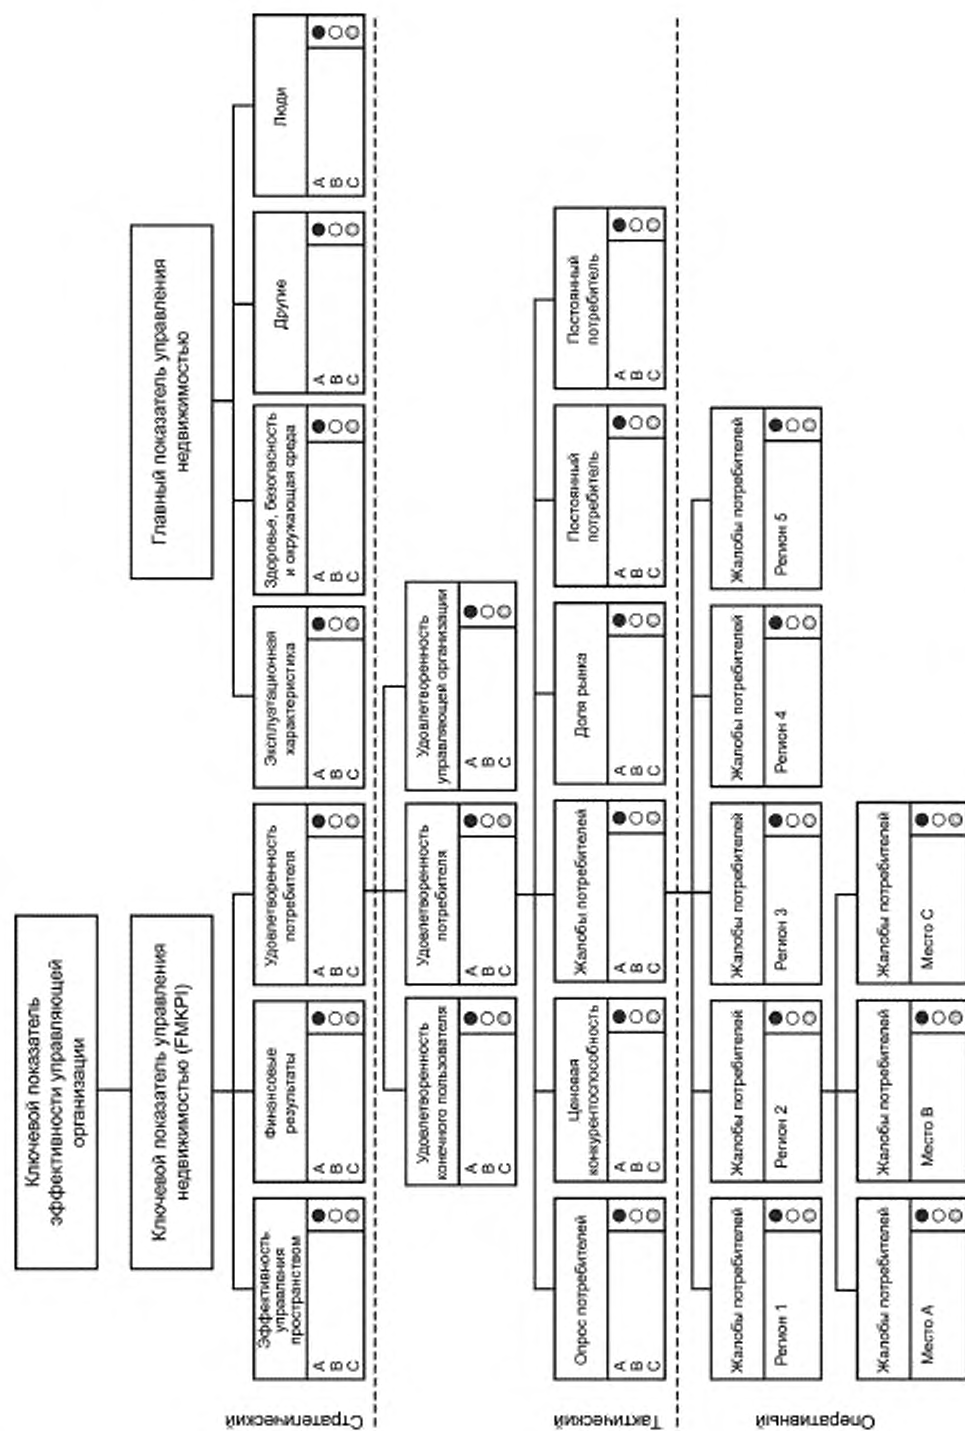 Ключевой показатель
эффективности управляющей
организации
Ключевой показатель управления
недвижимостью (FMKPI)
Главный показатель управления
недвижимостью
Стратегический
Эффективность
управления
пространством
A
B
C
Финансовые
результаты
A
B
C
Удовлетворенность
потребителя
A
B
C
Эксплуатационная
характеристика
A
B
C
Здоровье, безопасность
и окружающая среда
A
B
C
Другие
A
B
C
Люди
A
B
C
Тактический
Удовлетворенность
конечного пользователя
A
B
C
Удовлетворенность
потребителя
A
B
C
Удовлетворенность
управляющей организации
A
B
C
Опрос потребителей
A
B
C
Ценовая
конкурентоспособность
A
B
C
Жалобы потребителей
A
B
C
Доля рынка
A
B
C
Постоянный
потребитель
A
B
C
Постоянный
потребитель
A
B
C
Оперативный
Жалобы потребителей
Регион 1
Жалобы потребителей
Регион 2
Жалобы потребителей
Регион 3
Жалобы потребителей
Регион 4
Жалобы потребителей
Регион 5
Жалобы потребителей
Место A
Жалобы потребителей
Место B
Жалобы потребителей
Место C